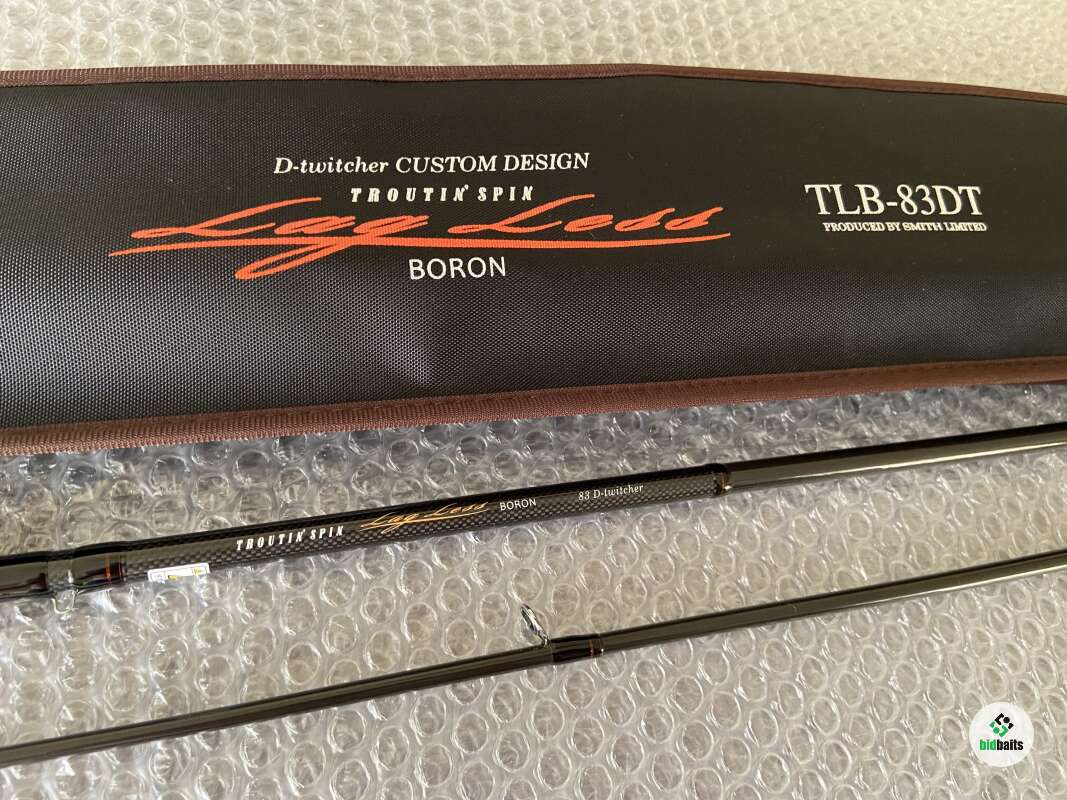 D-twitcher CUSTOM DESIGN
TROUTIN' SPIN
Lag Less
BORON
TLB-83DT
PRODUCED BY SMITH LIMITED
TROUTIN' SPIN Lag Less BORON 83 D-twitcher
bidbaits